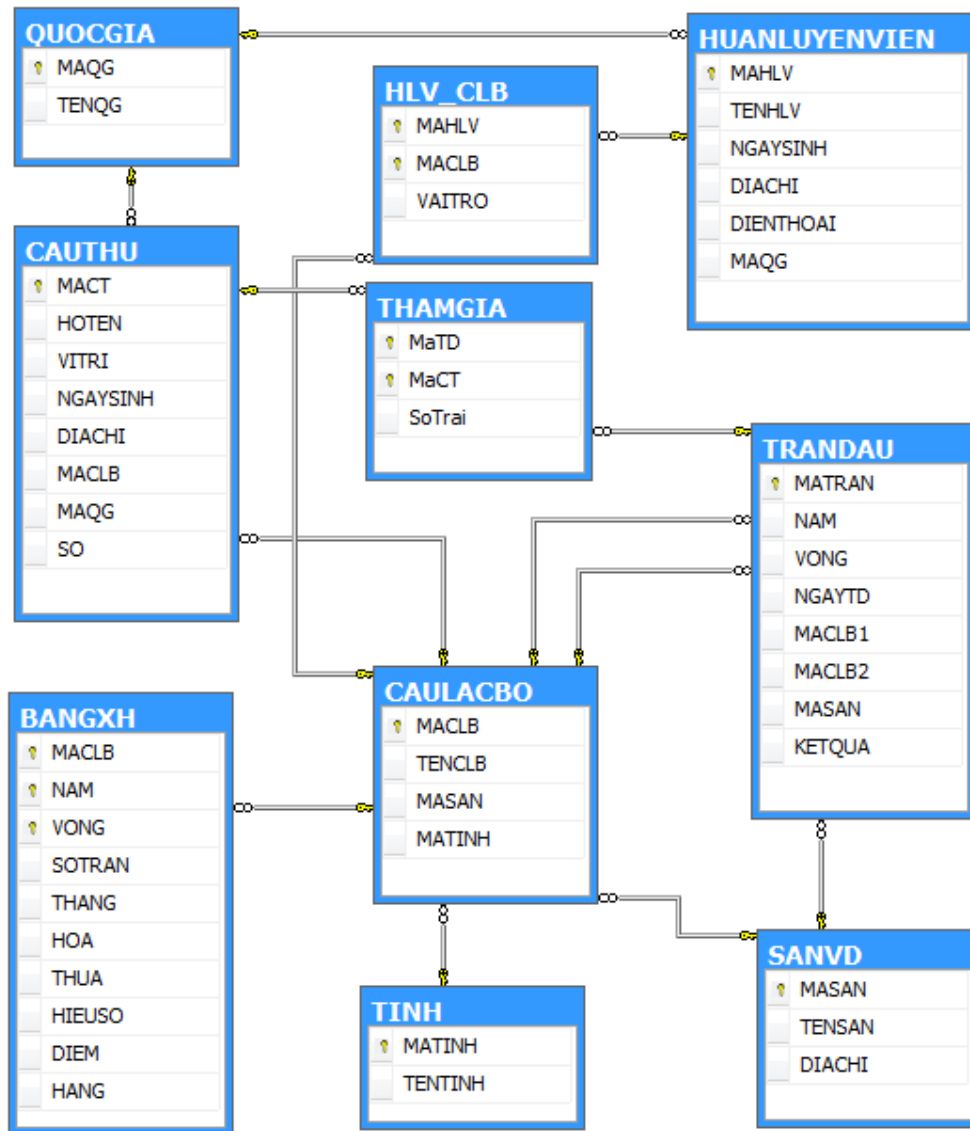 QUOCGIA
MAQG
TENQG
HUANLUYENVIEN
MAHLV
TENHLV
NGAYSINH
DIACHI
DIENTHOAI
MAQG
HLV_CLB
MAHLV
MACLB
VAITRO
CAUTHU
MACT
HOTEN
VITRI
NGAYSINH
DIACHI
MACLB
MAQG
SO
THAMGIA
MaTD
MaCT
SoTrai
TRANDAU
MATRAN
NAM
VONG
NGAYTD
MACLB1
MACLB2
MASAN
KETQUA
CAULACBO
MACLB
TENCLB
MASAN
MATINH
BANGXH
MACLB
NAM
VONG
SOTRAN
THANG
HOA
THUA
HIEUSO
DIEM
HANG
TINH
MATINH
TENTINH
SANVD
MASAN
TENSAN
DIACHI